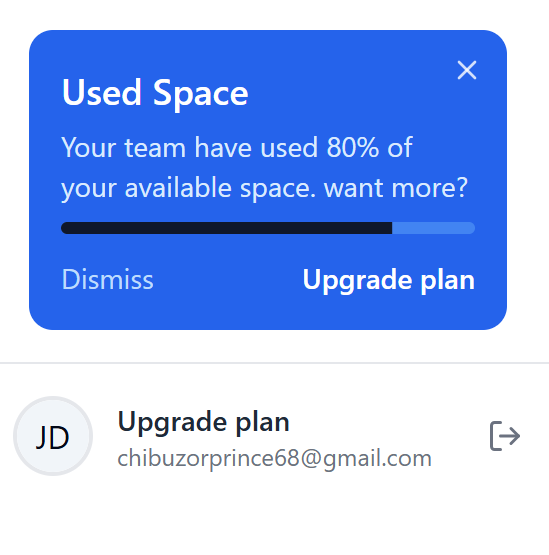 Used Space
Your team have used 80% of
your available space. want more?
Dismiss
Upgrade plan
JD
Upgrade plan
chibuzorprince68@gmail.com